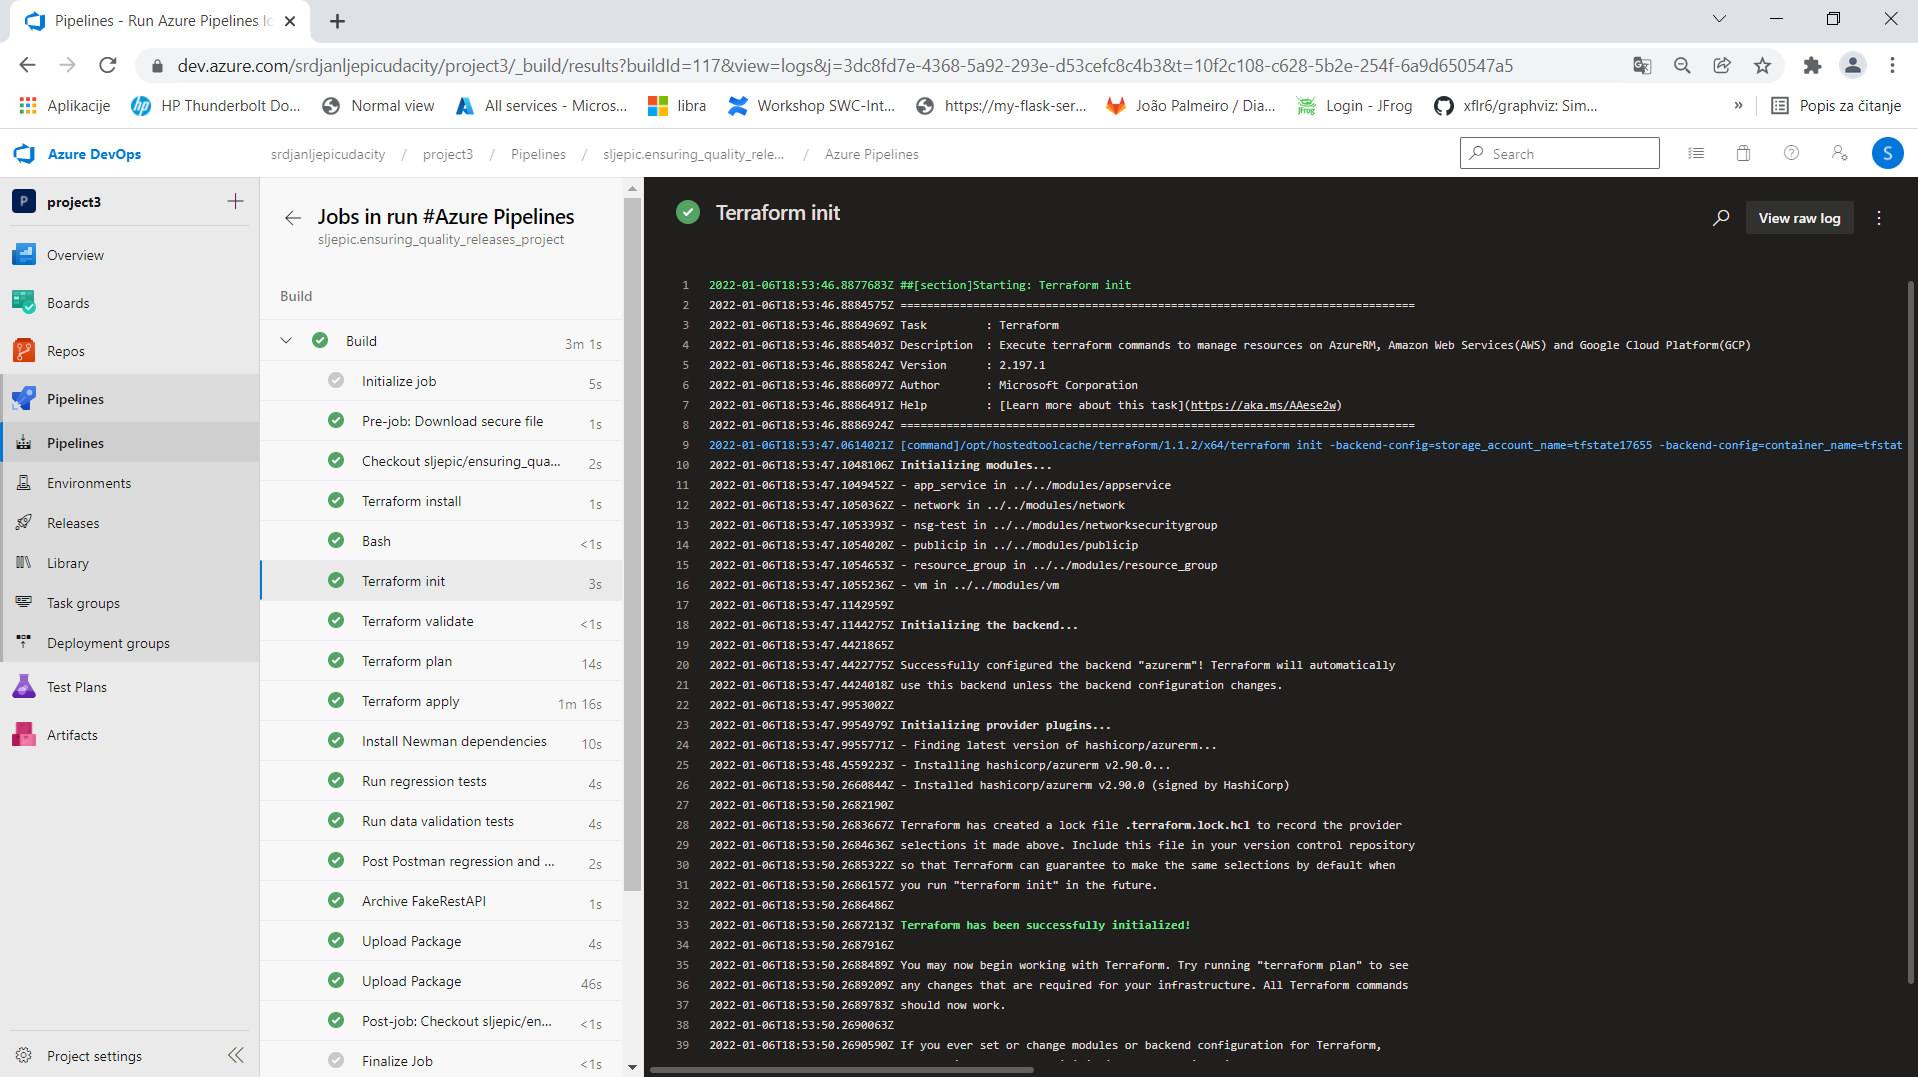 Pipelines - Run Azure Pipelines lo
dev.azure.com/srdjanljepicudacity/project3/_build/results?buildId=117&view=logs&j=3dc8fd7e-4368-5a92-293e-d53cefc8c4b3&t=10f2c108-c628-5b2e-254f-6a9d650547a5
Aplikacije
HP Thunderbolt Do...
Normal view
All services - Micros...
libra
Workshop SWC-Int...
https://my-flask-ser...
João Palmeiro / Dia...
Login - JFrog
xflr6/graphviz: Sim...
»
Popis za čitanje
Azure DevOps
srdjanljepicudacity / project3 / Pipelines / sljepic.ensuring_quality_rele... / Azure Pipelines
Search
S
P
project3
Overview
Boards
Repos
Pipelines
Pipelines
Environments
Releases
Library
Task groups
Deployment groups
Test Plans
Artifacts
Project settings
Jobs in run #Azure Pipelines
sljepic.ensuring_quality_releases_project
Build
Build 3m 1s
Initialize job 5s
Pre-job: Download secure file 1s
Checkout sljepic/ensuring_qua... 2s
Terraform install 1s
Bash <1s
Terraform init 3s
Terraform validate <1s
Terraform plan 14s
Terraform apply 1m 16s
Install Newman dependencies 10s
Run regression tests 4s
Run data validation tests 4s
Post Postman regression and ... 2s
Archive FakeRestAPI 1s
Upload Package 4s
Upload Package 46s
Post-job: Checkout sljepic/en... <1s
Finalize Job <1s
Terraform init
View raw log
1 2022-01-06T18:53:46.8877683Z ##[section]Starting: Terraform init
2 2022-01-06T18:53:46.8884575Z ==============================================================================
3 2022-01-06T18:53:46.8884969Z Task : Terraform
4 2022-01-06T18:53:46.8885403Z Description : Execute terraform commands to manage resources on AzureRM, Amazon Web Services(AWS) and Google Cloud Platform(GCP)
5 2022-01-06T18:53:46.8885824Z Version : 2.197.1
6 2022-01-06T18:53:46.8886097Z Author : Microsoft Corporation
7 2022-01-06T18:53:46.8886491Z Help : [Learn more about this task](https://aka.ms/AAese2w)
8 2022-01-06T18:53:46.8886924Z ==============================================================================
9 2022-01-06T18:53:47.0614021Z [command]/opt/hostedtoolcache/terraform/1.1.2/x64/terraform init -backend-config=storage_account_name=tfstate17655 -backend-config=container_name=tfstat
10 2022-01-06T18:53:47.1048106Z Initializing modules...
11 2022-01-06T18:53:47.1049452Z - app_service in ../../modules/appservice
12 2022-01-06T18:53:47.1050362Z - network in ../../modules/network
13 2022-01-06T18:53:47.1053393Z - nsg-test in ../../modules/networksecuritygroup
14 2022-01-06T18:53:47.1054020Z - publicip in ../../modules/publicip
15 2022-01-06T18:53:47.1054653Z - resource_group in ../../modules/resource_group
16 2022-01-06T18:53:47.1055236Z - vm in ../../modules/vm
17 2022-01-06T18:53:47.1142959Z
18 2022-01-06T18:53:47.1144275Z Initializing the backend...
19 2022-01-06T18:53:47.4421865Z
20 2022-01-06T18:53:47.4422775Z Successfully configured the backend "azurerm"! Terraform will automatically
21 2022-01-06T18:53:47.4424018Z use this backend unless the backend configuration changes.
22 2022-01-06T18:53:47.9953002Z
23 2022-01-06T18:53:47.9954979Z Initializing provider plugins...
24 2022-01-06T18:53:47.9955771Z - Finding latest version of hashicorp/azurerm...
25 2022-01-06T18:53:48.4559223Z - Installing hashicorp/azurerm v2.90.0...
26 2022-01-06T18:53:50.2660844Z - Installed hashicorp/azurerm v2.90.0 (signed by HashiCorp)
27 2022-01-06T18:53:50.2682190Z
28 2022-01-06T18:53:50.2683667Z Terraform has created a lock file .terraform.lock.hcl to record the provider
29 2022-01-06T18:53:50.2684636Z selections it made above. Include this file in your version control repository
30 2022-01-06T18:53:50.2685322Z so that Terraform can guarantee to make the same selections by default when
31 2022-01-06T18:53:50.2686157Z you run "terraform init" in the future.
32 2022-01-06T18:53:50.2686486Z
33 2022-01-06T18:53:50.2687213Z Terraform has been successfully initialized!
34 2022-01-06T18:53:50.2687916Z
35 2022-01-06T18:53:50.2688489Z You may now begin working with Terraform. Try running "terraform plan" to see
36 2022-01-06T18:53:50.2689209Z any changes that are required for your infrastructure. All Terraform commands
37 2022-01-06T18:53:50.2689783Z should now work.
38 2022-01-06T18:53:50.2690063Z
39 2022-01-06T18:53:50.2690590Z If you ever set or change modules or backend configuration for Terraform,